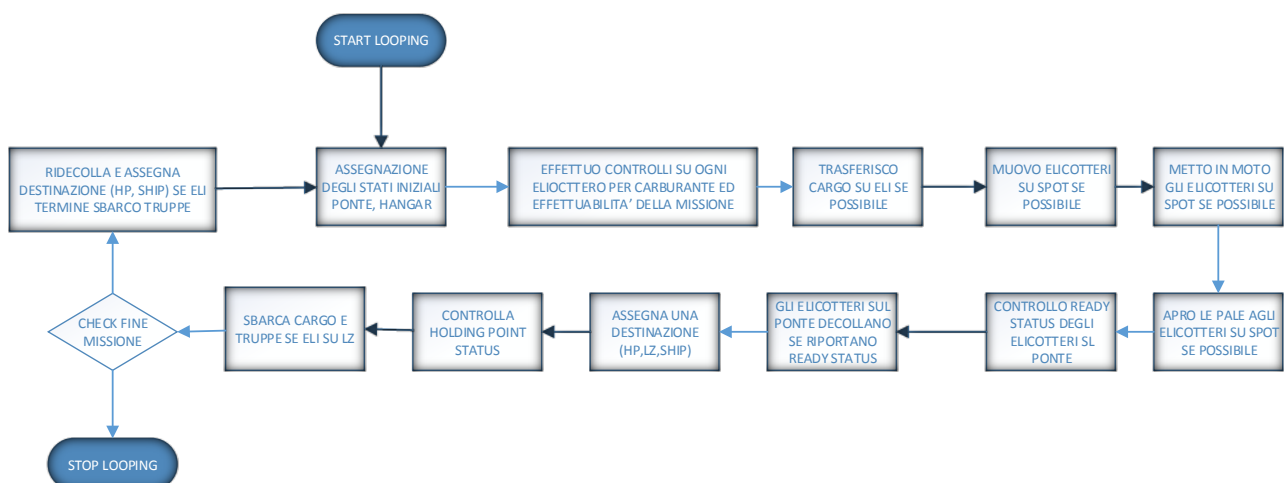 START LOOPING
RIDECOLLA E ASSEGNA
DESTINAZIONE (HP, SHIP) SE ELI
TERMINE SBARCO TRUPPE
ASSEGNAZIONE
DEGLI STATI INIZIALI
PONTE, HANGAR
EFFETTUO CONTROLLI SU OGNI
ELIOCTTERO PER CARBURANTE ED
EFFETTUABILITA’ DELLA MISSIONE
TRASFERISCO
CARGO SU ELI SE
POSSIBILE
MUOVO ELICOTTERI
SU SPOT SE
POSSIBILE
METTO IN MOTO
GLI ELICOTTERI SU
SPOT SE POSSIBILE
APRO LE PALE AGLI
ELICOTTERI SU SPOT
SE POSSIBILE
CONTROLLO READY
STATUS DEGLI
ELICOTTERI SL
PONTE
GLI ELICOTTERI SUL
PONTE DECOLLANO
SE RIPORTANO
READY STATUS
ASSEGNA UNA
DESTINAZIONE
(HP,LZ,SHIP)
CONTROLLA
HOLDING POINT
STATUS
SBARCA CARGO E
TRUPPE SE ELI SU LZ
CHECK FINE
MISSIONE
STOP LOOPING